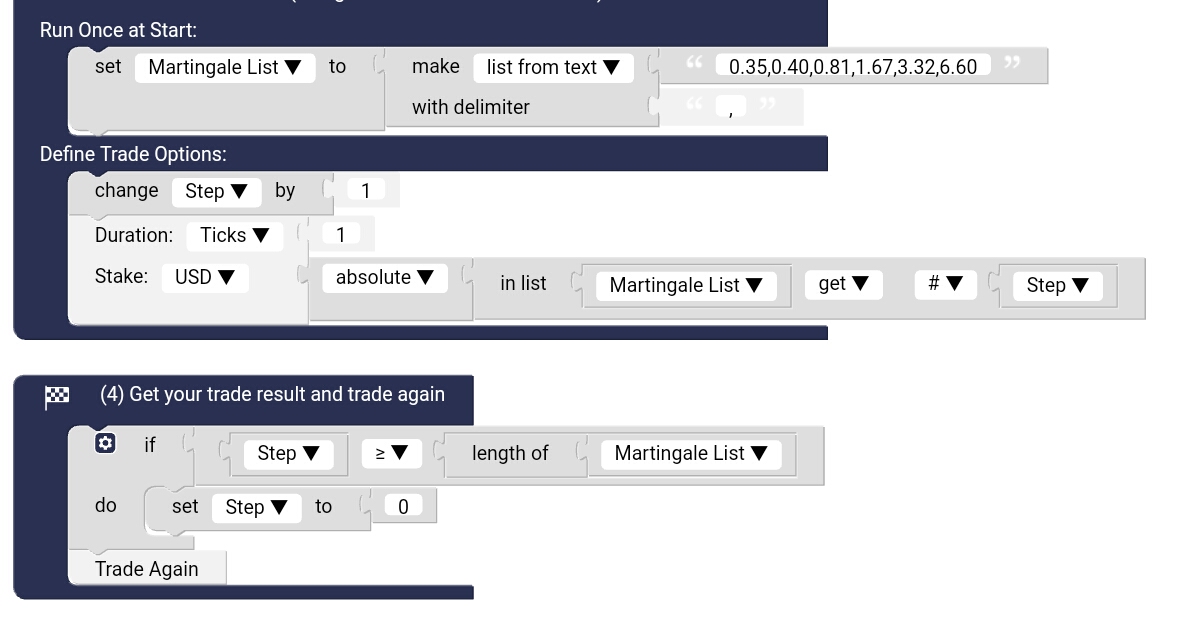 Run Once at Start:
set Martingale List ▼ to make list from text ▼ “ 0.35,0.40,0.81,1.67,3.32,6.60 ”
with delimiter “ , ”
Define Trade Options:
change Step ▼ by 1
Duration: Ticks ▼ 1
Stake: USD ▼ absolute ▼ in list Martingale List ▼ get ▼ # ▼ Step ▼
(4) Get your trade result and trade again
if Step ▼ ≥ ▼ length of Martingale List ▼
do set Step ▼ to 0
Trade Again